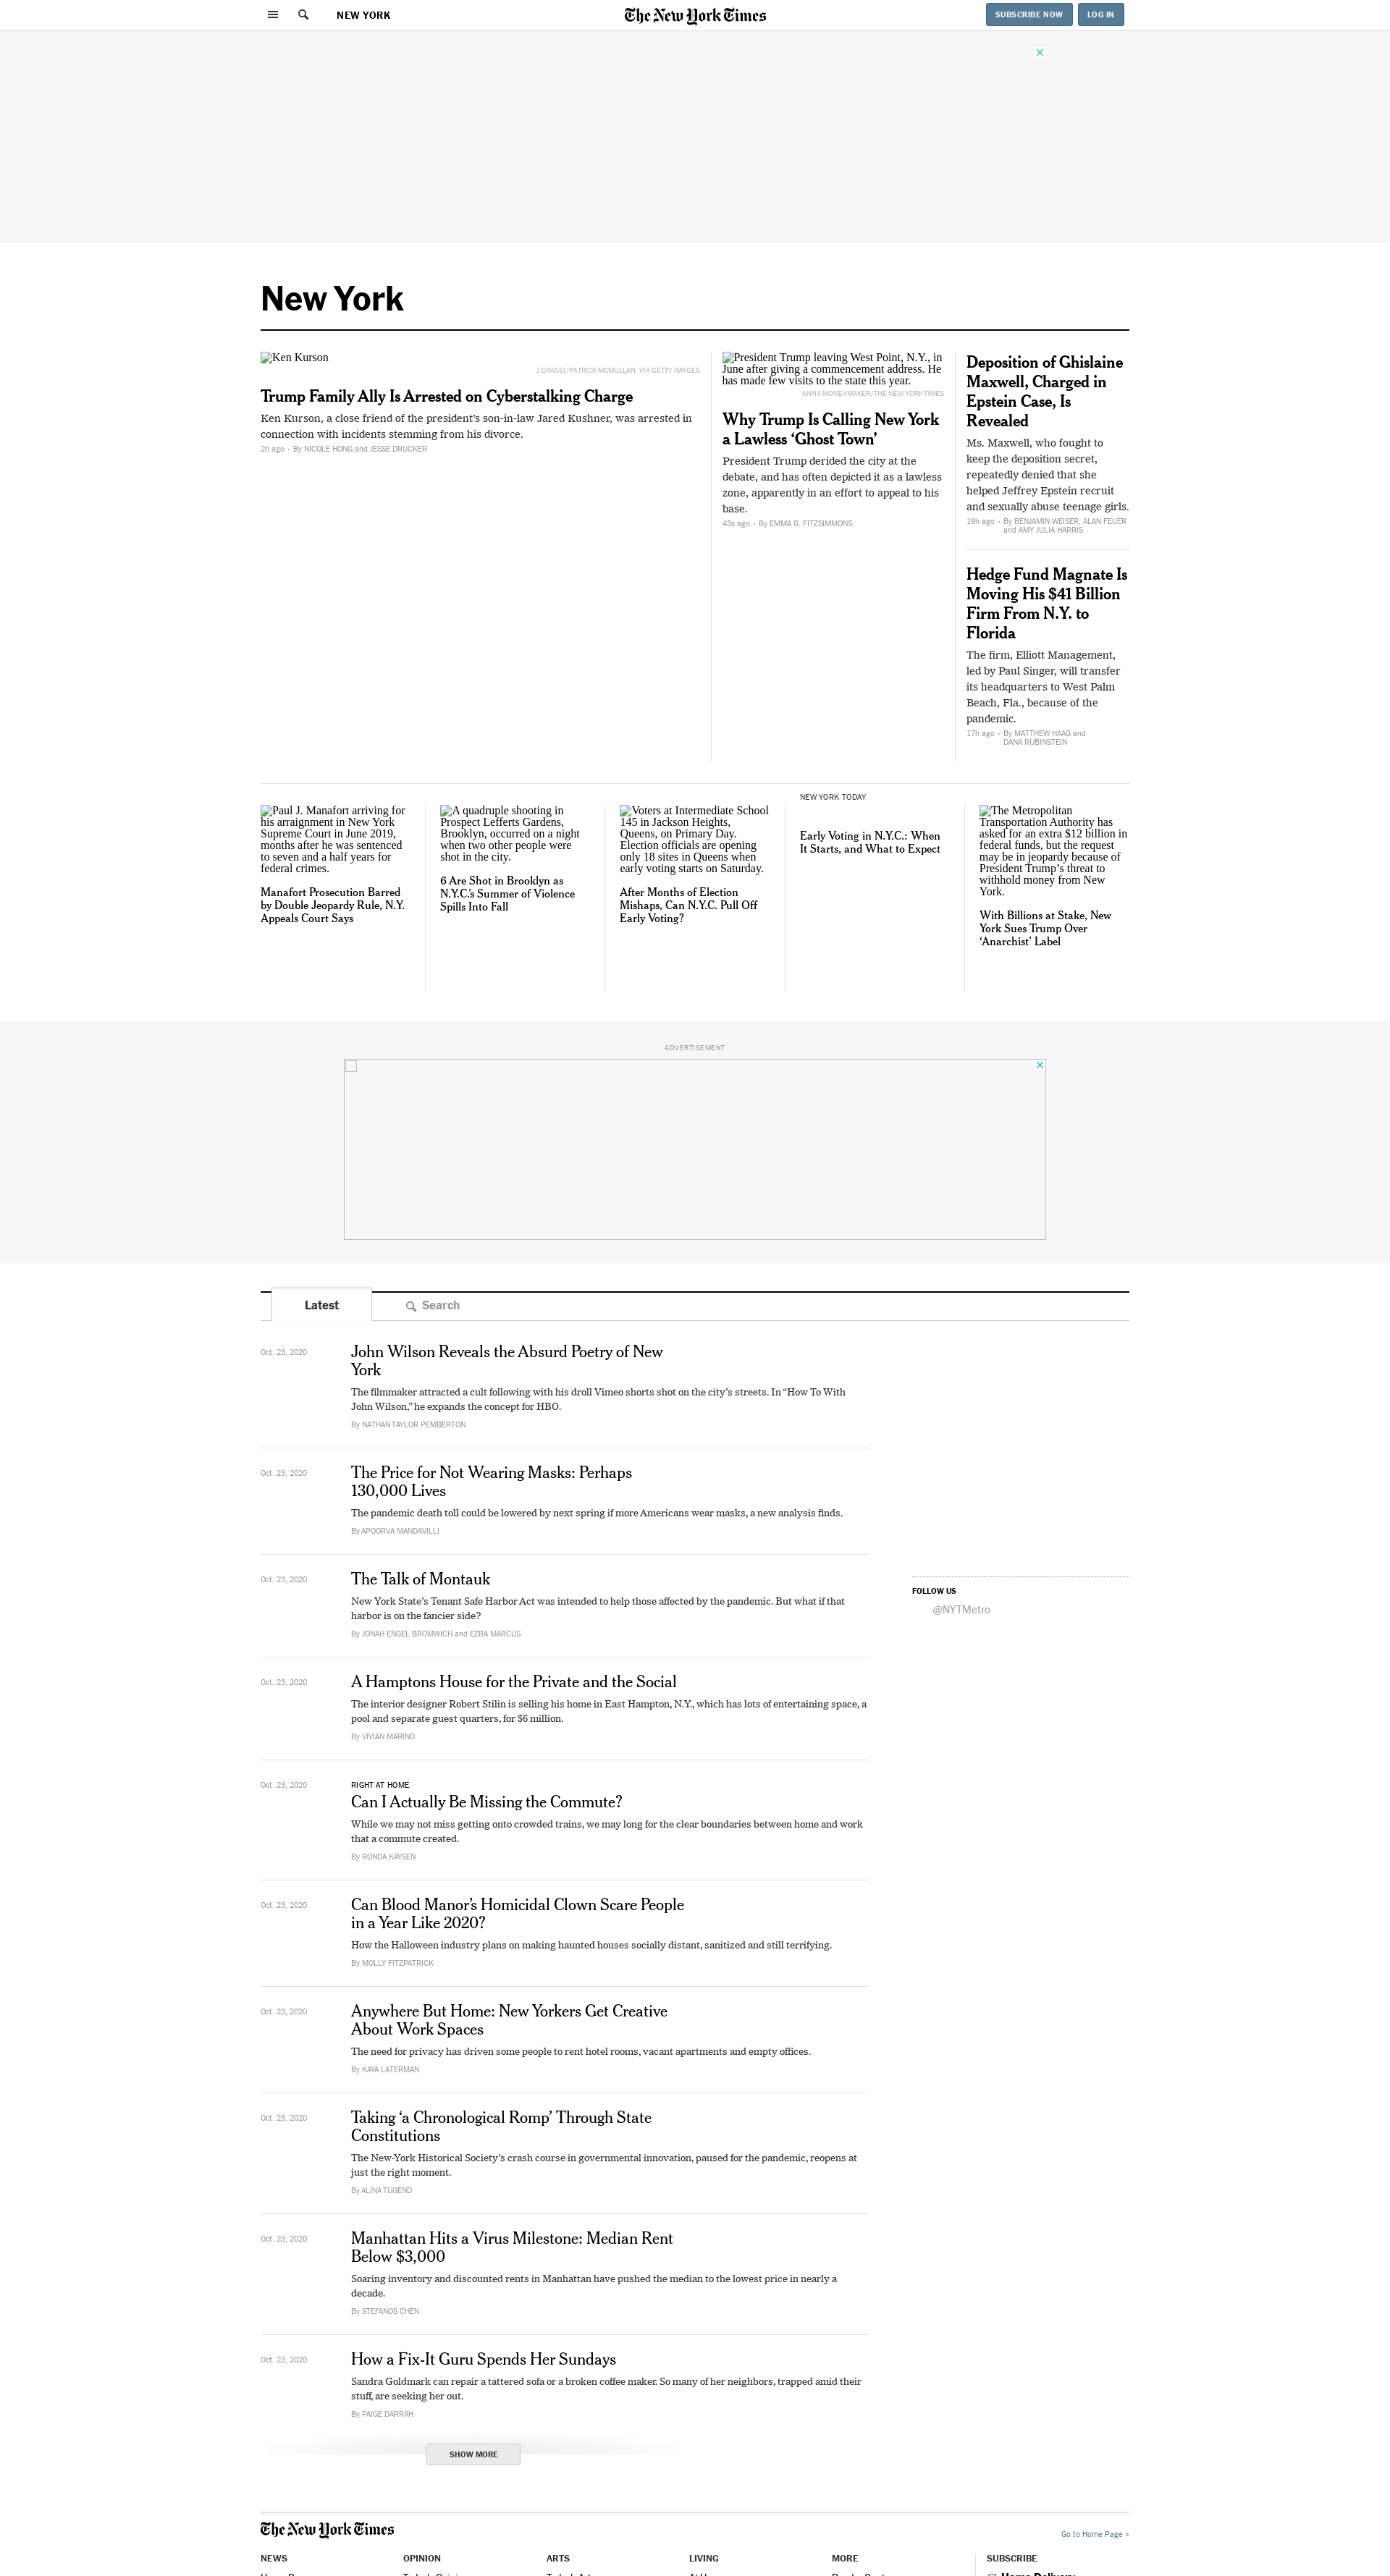 NEW YORK
The New York Times
SUBSCRIBE NOW
LOG IN
New York
Ken Kurson
J GRASSI/PATRICK MCMULLAN, VIA GETTY IMAGES
Trump Family Ally Is Arrested on Cyberstalking Charge
Ken Kurson, a close friend of the president's son-in-law Jared Kushner, was arrested in
connection with incidents stemming from his divorce.
2h ago • By NICOLE HONG and JESSE DRUCKER
President Trump leaving West Point, N.Y., in
June after giving a commencement address. He
has made few visits to the state this year.
ANNA MONEYMAKER/THE NEW YORK TIMES
Why Trump Is Calling New York
a Lawless ‘Ghost Town’
President Trump derided the city at the
debate, and has often depicted it as a lawless
zone, apparently in an effort to appeal to his
base.
43s ago • By EMMA G. FITZSIMMONS
Deposition of Ghislaine
Maxwell, Charged in
Epstein Case, Is
Revealed
Ms. Maxwell, who fought to
keep the deposition secret,
repeatedly denied that she
helped Jeffrey Epstein recruit
and sexually abuse teenage girls.
19h ago • By BENJAMIN WEISER, ALAN FEUER
and AMY JULIA HARRIS
Hedge Fund Magnate Is
Moving His $41 Billion
Firm From N.Y. to
Florida
The firm, Elliott Management,
led by Paul Singer, will transfer
its headquarters to West Palm
Beach, Fla., because of the
pandemic.
17h ago • By MATTHEW HAAG and
DANA RUBINSTEIN
Paul J. Manafort arriving for
his arraignment in New York
Supreme Court in June 2019,
months after he was sentenced
to seven and a half years for
federal crimes.
Manafort Prosecution Barred
by Double Jeopardy Rule, N.Y.
Appeals Court Says
A quadruple shooting in
Prospect Lefferts Gardens,
Brooklyn, occurred on a night
when two other people were
shot in the city.
6 Are Shot in Brooklyn as
N.Y.C.’s Summer of Violence
Spills Into Fall
Voters at Intermediate School
145 in Jackson Heights,
Queens, on Primary Day.
Election officials are opening
only 18 sites in Queens when
early voting starts on Saturday.
After Months of Election
Mishaps, Can N.Y.C. Pull Off
Early Voting?
NEW YORK TODAY
Early Voting in N.Y.C.: When
It Starts, and What to Expect
The Metropolitan
Transportation Authority has
asked for an extra $12 billion in
federal funds, but the request
may be in jeopardy because of
President Trump’s threat to
withhold money from New
York.
With Billions at Stake, New
York Sues Trump Over
‘Anarchist’ Label
ADVERTISEMENT
Latest
Search
Oct. 23, 2020
John Wilson Reveals the Absurd Poetry of New
York
The filmmaker attracted a cult following with his droll Vimeo shorts shot on the city’s streets. In “How To With
John Wilson,” he expands the concept for HBO.
By NATHAN TAYLOR PEMBERTON
Oct. 23, 2020
The Price for Not Wearing Masks: Perhaps
130,000 Lives
The pandemic death toll could be lowered by next spring if more Americans wear masks, a new analysis finds.
By APOORVA MANDAVILLI
Oct. 23, 2020
The Talk of Montauk
New York State’s Tenant Safe Harbor Act was intended to help those affected by the pandemic. But what if that
harbor is on the fancier side?
By JONAH ENGEL BROMWICH and EZRA MARCUS
FOLLOW US
@NYTMetro
Oct. 23, 2020
A Hamptons House for the Private and the Social
The interior designer Robert Stilin is selling his home in East Hampton, N.Y., which has lots of entertaining space, a
pool and separate guest quarters, for $6 million.
By VIVIAN MARINO
Oct. 23, 2020
RIGHT AT HOME
Can I Actually Be Missing the Commute?
While we may not miss getting onto crowded trains, we may long for the clear boundaries between home and work
that a commute created.
By RONDA KAYSEN
Oct. 23, 2020
Can Blood Manor’s Homicidal Clown Scare People
in a Year Like 2020?
How the Halloween industry plans on making haunted houses socially distant, sanitized and still terrifying.
By MOLLY FITZPATRICK
Oct. 23, 2020
Anywhere But Home: New Yorkers Get Creative
About Work Spaces
The need for privacy has driven some people to rent hotel rooms, vacant apartments and empty offices.
By KAYA LATERMAN
Oct. 23, 2020
Taking ‘a Chronological Romp’ Through State
Constitutions
The New-York Historical Society’s crash course in governmental innovation, paused for the pandemic, reopens at
just the right moment.
By ALINA TUGEND
Oct. 23, 2020
Manhattan Hits a Virus Milestone: Median Rent
Below $3,000
Soaring inventory and discounted rents in Manhattan have pushed the median to the lowest price in nearly a
decade.
By STEFANOS CHEN
Oct. 23, 2020
How a Fix-It Guru Spends Her Sundays
Sandra Goldmark can repair a tattered sofa or a broken coffee maker. So many of her neighbors, trapped amid their
stuff, are seeking her out.
By PAIGE DARRAH
SHOW MORE
The New York Times
Go to Home Page »
NEWS
OPINION
ARTS
LIVING
MORE
SUBSCRIBE